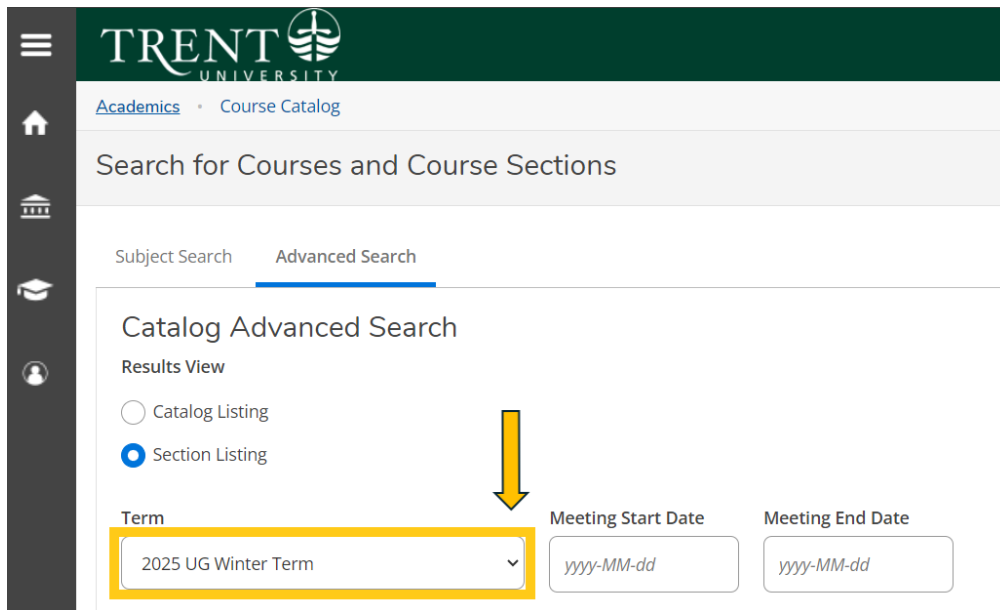 TRENT
UNIVERSITY
Academics • Course Catalog
Search for Courses and Course Sections
Subject Search Advanced Search
Catalog Advanced Search
Results View
Catalog Listing
Section Listing
Term Meeting Start Date Meeting End Date
2025 UG Winter Term yyyy-MM-dd yyyy-MM-dd